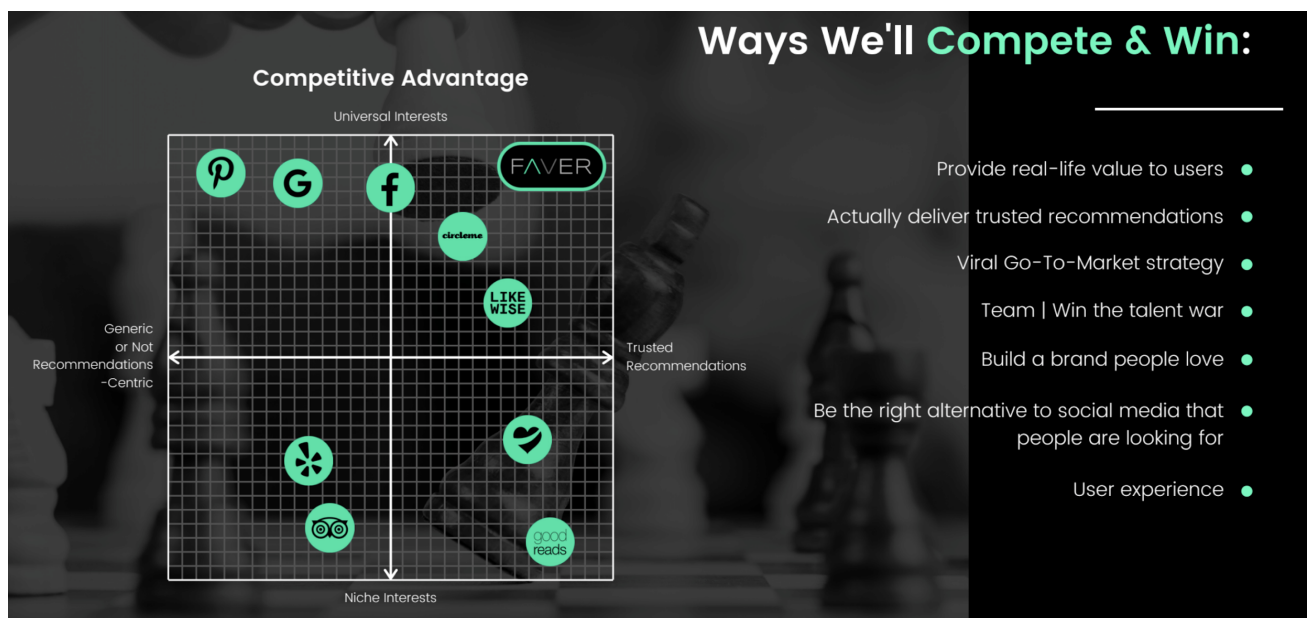 Ways We'll Compete & Win:
Competitive Advantage
Universal Interests
FAVER
circleme
LIKE
WISE
Generic
or Not
Recommendations
-Centric
Trusted
Recommendations
good
reads
Niche Interests
Provide real-life value to users
Actually deliver trusted recommendations
Viral Go-To-Market strategy
Team | Win the talent war
Build a brand people love
Be the right alternative to social media that
people are looking for
User experience